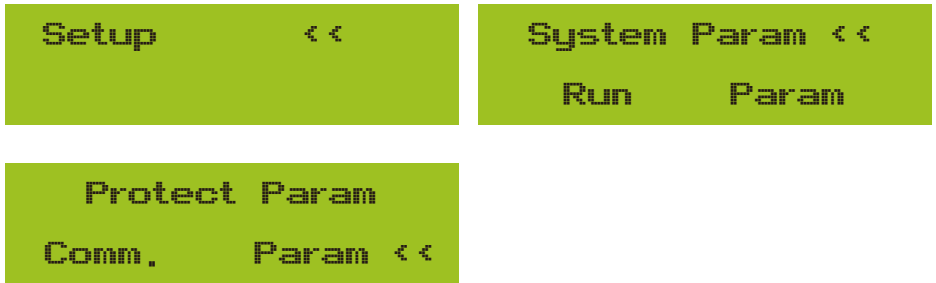 Setup <<
System Param <<
Run Param
Protect Param
Comm. Param <<